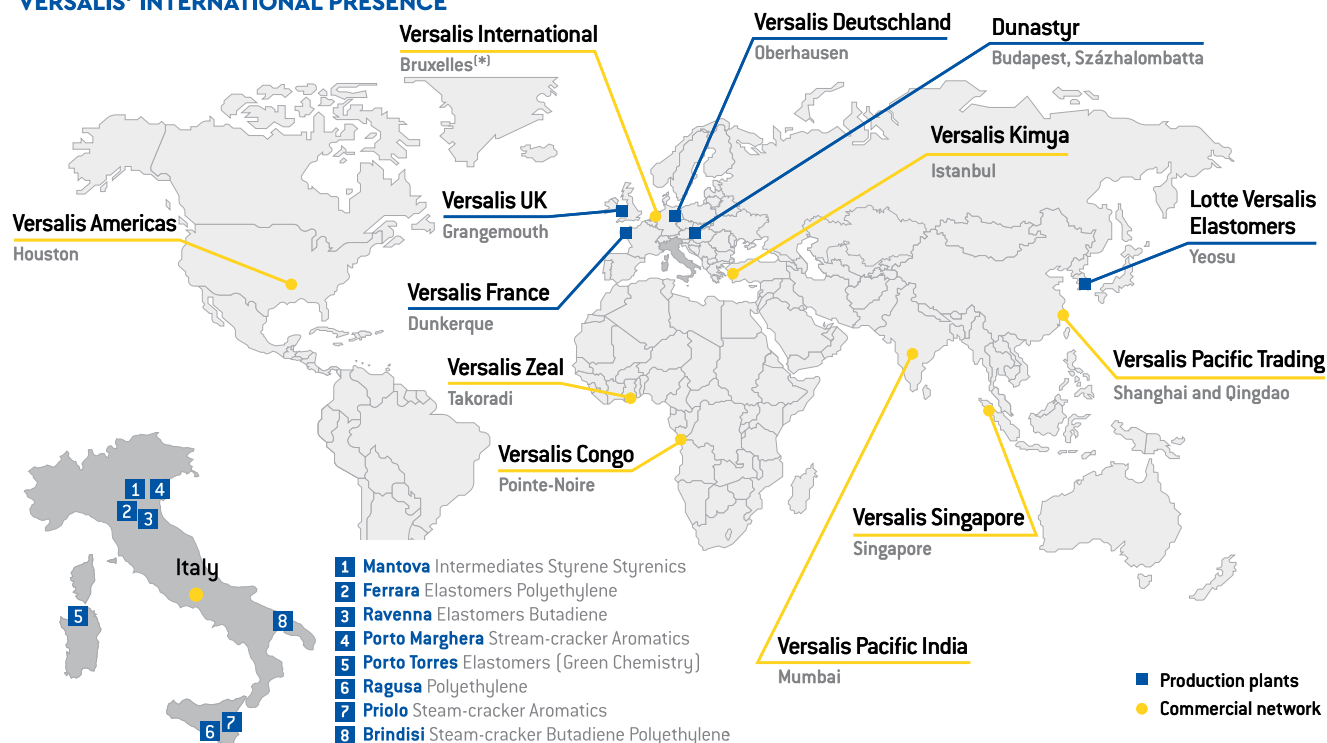 VERSALIS' INTERNATIONAL PRESENCE
Versalis International
Bruxelles(*)
Versalis Deutschland
Oberhausen
Dunastyr
Budapest, Százhalombatta
Versalis Kimya
Istanbul
Versalis UK
Grangemouth
Lotte Versalis
Elastomers
Yeosu
Versalis Americas
Houston
Versalis France
Dunkerque
Versalis Zeal
Takoradi
Versalis Pacific Trading
Shanghai and Qingdao
Versalis Congo
Pointe-Noire
Versalis Singapore
Singapore
Versalis Pacific India
Mumbai
1 4
2 3
Italy
5
8
7
6
1 Mantova Intermediates Styrene Styrenics
2 Ferrara Elastomers Polyethylene
3 Ravenna Elastomers Butadiene
4 Porto Marghera Stream-cracker Aromatics
5 Porto Torres Elastomers (Green Chemistry)
6 Ragusa Polyethylene
7 Priolo Steam-cracker Aromatics
8 Brindisi Steam-cracker Butadiene Polyethylene
Production plants
Commercial network